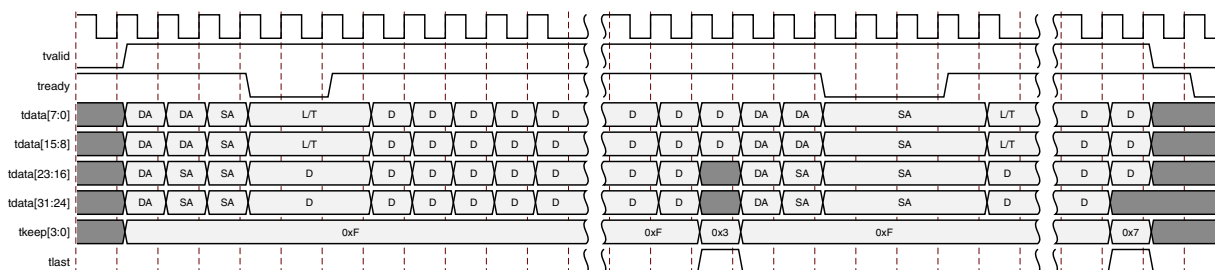 tvalid
tready
tdata[7:0] DA DA SA L/T D D D D D D D D DA DA SA L/T D D
tdata[15:8] DA DA SA L/T D D D D D D D D DA DA SA L/T D D
tdata[23:16] DA SA SA D D D D D D D D DA SA SA D D D
tdata[31:24] DA SA SA D D D D D D D D DA SA SA D D
tkeep[3:0] 0xF 0xF 0x3 0xF 0x7
tlast